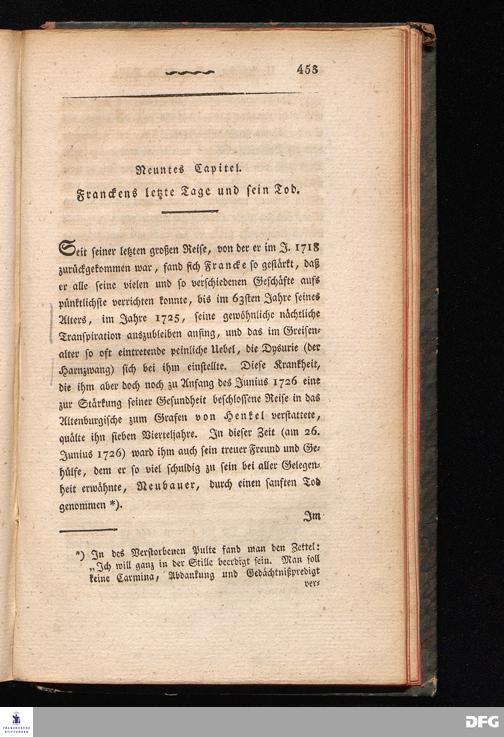 453
Neuntes Capitel.
Franckens letzte Tage und sein Tod.
Seit seiner letzten großen Reise, von der er im J. 1718
zurückgekommen war, fand sich Francke so gestärkt, daß
er alle seine vielen und so verschiedenen Geschäfte aufs
pünktlichste verrichten konnte, bis im 63sten Jahre seines
Alters, im Jahre 1725, seine gewöhnliche nächtliche
Transpiration auszubleiben anfing, und das im Greisen-
alter so oft eintretende peinliche Uebel, die Dysurie (der
Harnzwang) sich bei ihm einstellte. Diese Krankheit,
die ihm aber doch noch zu Anfang des Junius 1726 eine
zur Stärkung seiner Gesundheit beschlossene Reise in das
Altenburgische zum Grafen von Henkel verstattete,
quälte ihn sieben Vierteljahre. In dieser Zeit (am 26.
Junius 1726) ward ihm auch sein treuer Freund und Ge-
hülfe, dem er so viel schuldig zu sein bei aller Gelegen-
heit erwähnte, Neubauer, durch einen sanften Tod
genommen *).
Im
*) In des Verstorbenen Pulte fand man den Zettel:
„Ich will ganz in der Stille beerdigt sein. Man soll
keine Carmina, Abdankung und Gedächtnißpredigt
ver-
FRANCKESCHE
STIFTUNGEN
DFG